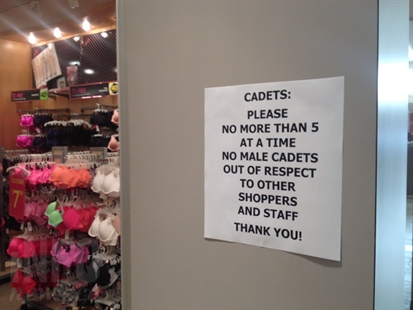 CADETS:
PLEASE
NO MORE THAN 5
AT A TIME
NO MALE CADETS
OUT OF RESPECT
TO OTHER
SHOPPERS
AND STAFF
THANK YOU!
7